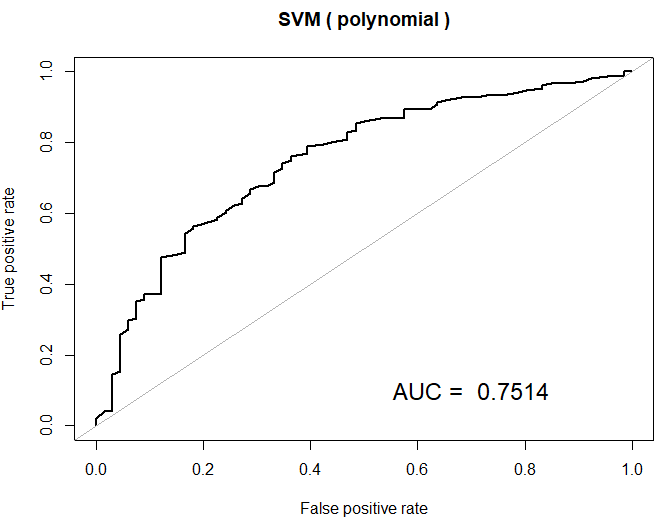 SVM ( polynomial )
True positive rate
1.0
0.8
0.6
0.4
0.2
0.0
AUC = 0.7514
0.0 0.2 0.4 0.6 0.8 1.0
False positive rate